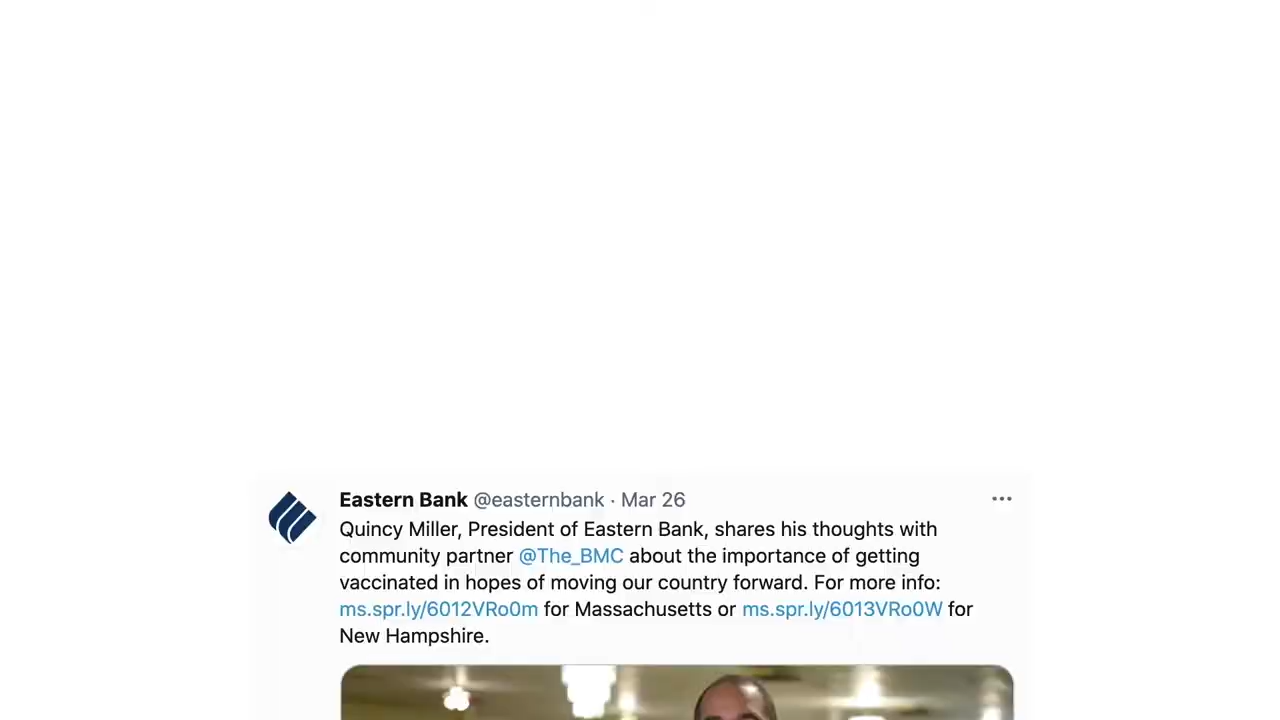 Eastern Bank @easternbank · Mar 26
Quincy Miller, President of Eastern Bank, shares his thoughts with
community partner @The_BMC about the importance of getting
vaccinated in hopes of moving our country forward. For more info:
ms.spr.ly/6012VRo0m for Massachusetts or ms.spr.ly/6013VRo0W for
New Hampshire.